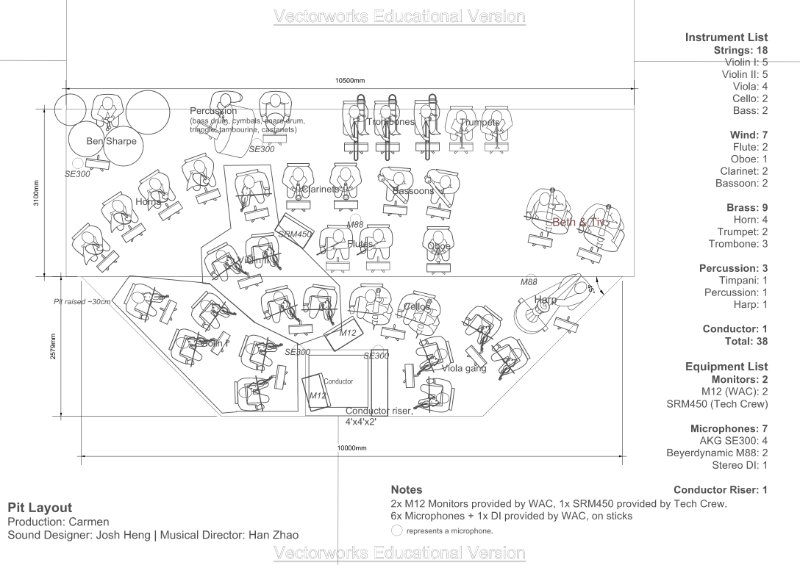 Vectorworks Educational Version
10500mm
3100mm
2579mm
10000mm
Percussion
(bass drum, cymbals, snare drum,
triangle, tambourine, castanets)
Ben Sharpe
SE300
SE300
Trombones
Trumpets
Horns
Clarinets
Bassoons
SRM450
M88
Flutes
Oboe
Beth & Tiv
Violin II
Pit raised ~30cm
M88
Harp
Cellos
M12
Violin I
SE300
SE300
Viola gang
Conductor
M12
Conductor riser,
4'x4'x2'
Instrument List
Strings: 18
Violin I: 5
Violin II: 5
Viola: 4
Cello: 2
Bass: 2
Wind: 7
Flute: 2
Oboe: 1
Clarinet: 2
Bassoon: 2
Brass: 9
Horn: 4
Trumpet: 2
Trombone: 3
Percussion: 3
Timpani: 1
Percussion: 1
Harp: 1
Conductor: 1
Total: 38
Equipment List
Monitors: 2
M12 (WAC): 2
SRM450 (Tech Crew)
Microphones: 7
AKG SE300: 4
Beyerdynamic M88: 2
Stereo DI: 1
Conductor Riser: 1
Pit Layout
Production: Carmen
Sound Designer: Josh Heng | Musical Director: Han Zhao
Notes
2x M12 Monitors provided by WAC, 1x SRM450 provided by Tech Crew.
6x Microphones + 1x DI provided by WAC, on sticks
represents a microphone.
Vectorworks Educational Version